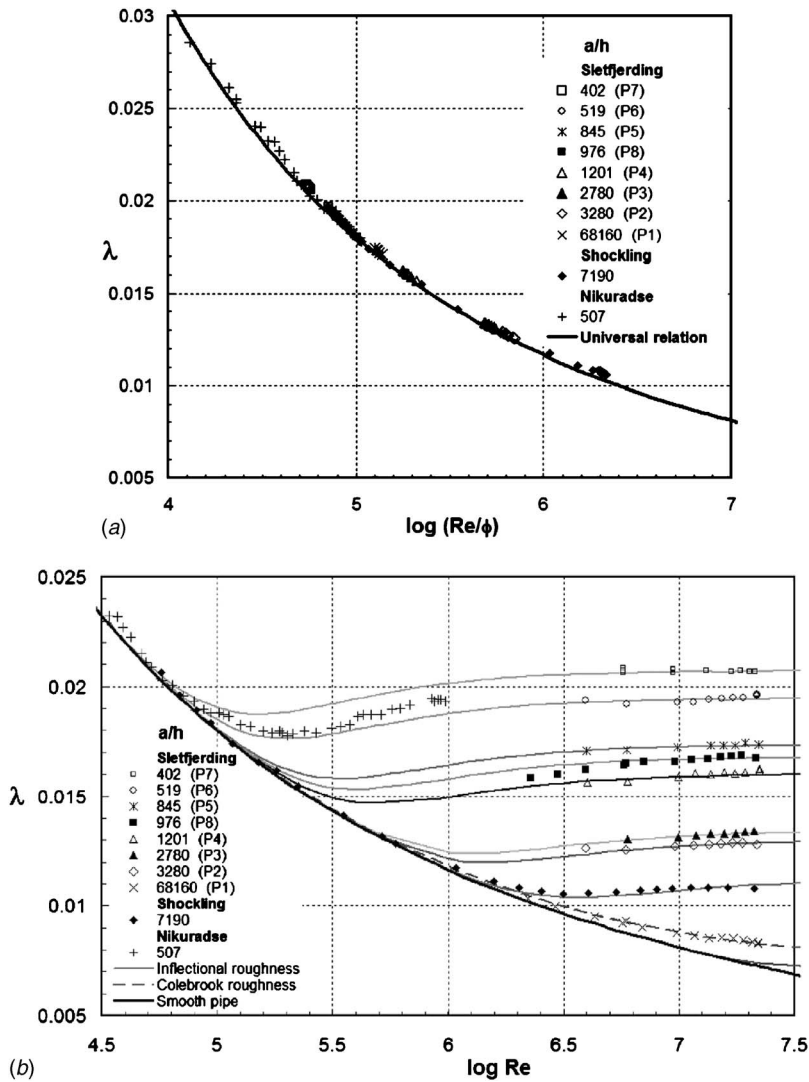 0.03
0.025
0.02
λ
0.015
0.01
0.005
4
5
6
7
log (Re/ϕ)
(a)
a/h
Sletfjerding
402 (P7)
519 (P6)
845 (P5)
976 (P8)
1201 (P4)
2780 (P3)
3280 (P2)
68160 (P1)
Shockling
7190
Nikuradse
507
Universal relation
0.025
0.02
0.015
λ
0.01
0.005
4.5
5
5.5
6
6.5
7
7.5
log Re
(b)
a/h
Sletfjerding
402 (P7)
519 (P6)
845 (P5)
976 (P8)
1201 (P4)
2780 (P3)
3280 (P2)
68160 (P1)
Shockling
7190
Nikuradse
507
Inflectional roughness
Colebrook roughness
Smooth pipe